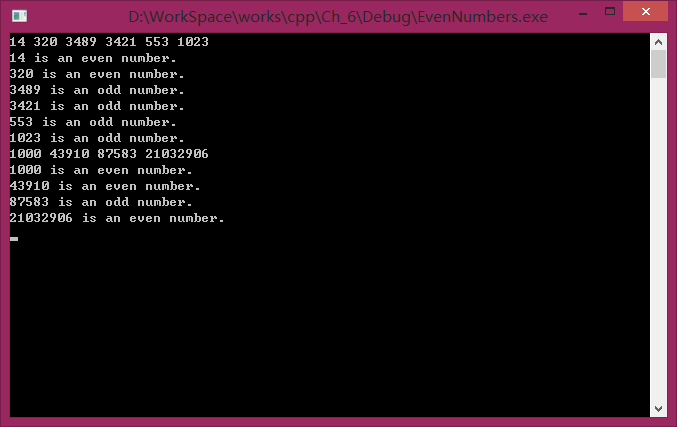 D:\WorkSpace\works\cpp\Ch_6\Debug\EvenNumbers.exe
14 320 3489 3421 553 1023
14 is an even number.
320 is an even number.
3489 is an odd number.
3421 is an odd number.
553 is an odd number.
1023 is an odd number.
1000 43910 87583 21032906
1000 is an even number.
43910 is an even number.
87583 is an odd number.
21032906 is an even number.